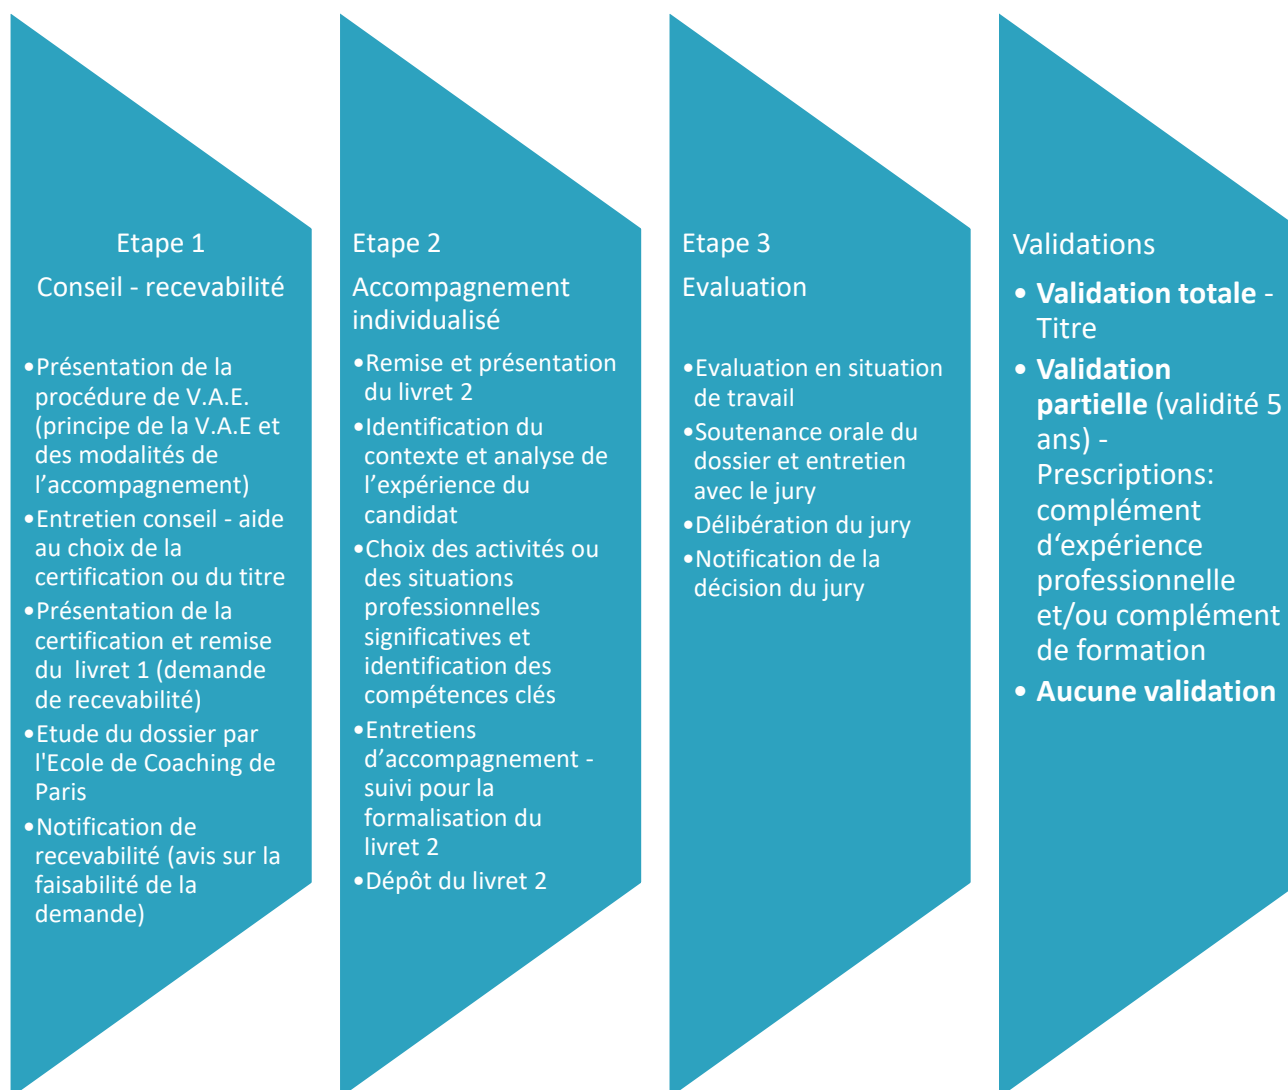 Etape 1
Conseil - recevabilité
•Présentation de la
procédure de V.A.E.
(principe de la V.A.E et
des modalités de
l’accompagnement)
•Entretien conseil - aide
au choix de la
certification ou du titre
•Présentation de la
certification et remise
du  livret 1 (demande
de recevabilité)
•Etude du dossier par
l'Ecole de Coaching de
Paris
•Notification de
recevabilité (avis sur la
faisabilité de la
demande)
Etape 2
Accompagnement
individualisé
•Remise et présentation
du livret 2
•Identification du
contexte et analyse de
l’expérience du
candidat
•Choix des activités ou
des situations
professionnelles
significatives et
identification des
compétences clés
•Entretiens
d’accompagnement -
suivi pour la
formalisation du
livret 2
•Dépôt du livret 2
Etape 3
Evaluation
•Evaluation en situation
de travail
•Soutenance orale du
dossier et entretien
avec le jury
•Délibération du jury
•Notification de la
décision du jury
Validations
• Validation totale -
Titre
• Validation
partielle (validité 5
ans) -
Prescriptions:
complément
d‘expérience
professionnelle
et/ou complément
de formation
• Aucune validation